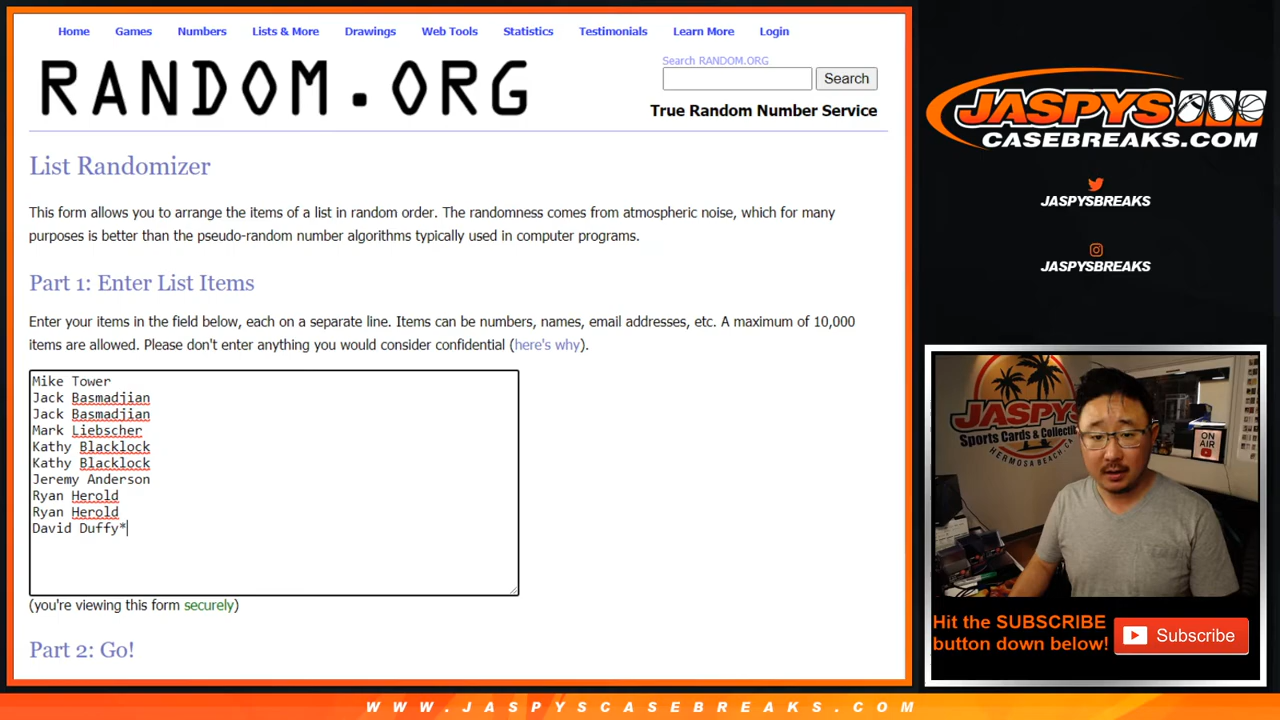 Home Games Numbers Lists & More Drawings Web Tools Statistics Testimonials Learn More Login
RANDOM.ORG
Search RANDOM.ORG
Search
True Random Number Service
List Randomizer
This form allows you to arrange the items of a list in random order. The randomness comes from atmospheric noise, which for many
purposes is better than the pseudo-random number algorithms typically used in computer programs.
Part 1: Enter List Items
Enter your items in the field below, each on a separate line. Items can be numbers, names, email addresses, etc. A maximum of 10,000
items are allowed. Please don't enter anything you would consider confidential (here's why).
Mike Tower
Jack Basmadjian
Jack Basmadjian
Mark Liebscher
Kathy Blacklock
Kathy Blacklock
Jeremy Anderson
Ryan Herold
Ryan Herold
David Duffy*
(you're viewing this form securely)
Part 2: Go!
JASPYS
CASEBREAKS.COM
JASPYSBREAKS
JASPYSBREAKS
JASPYS
Sports Cards & Collectib
HERMOSA BEACH, CA
ON
AIR
Hit the SUBSCRIBE
button down below!
Subscribe
WWW.JASPYSCASEBREAKS.COM